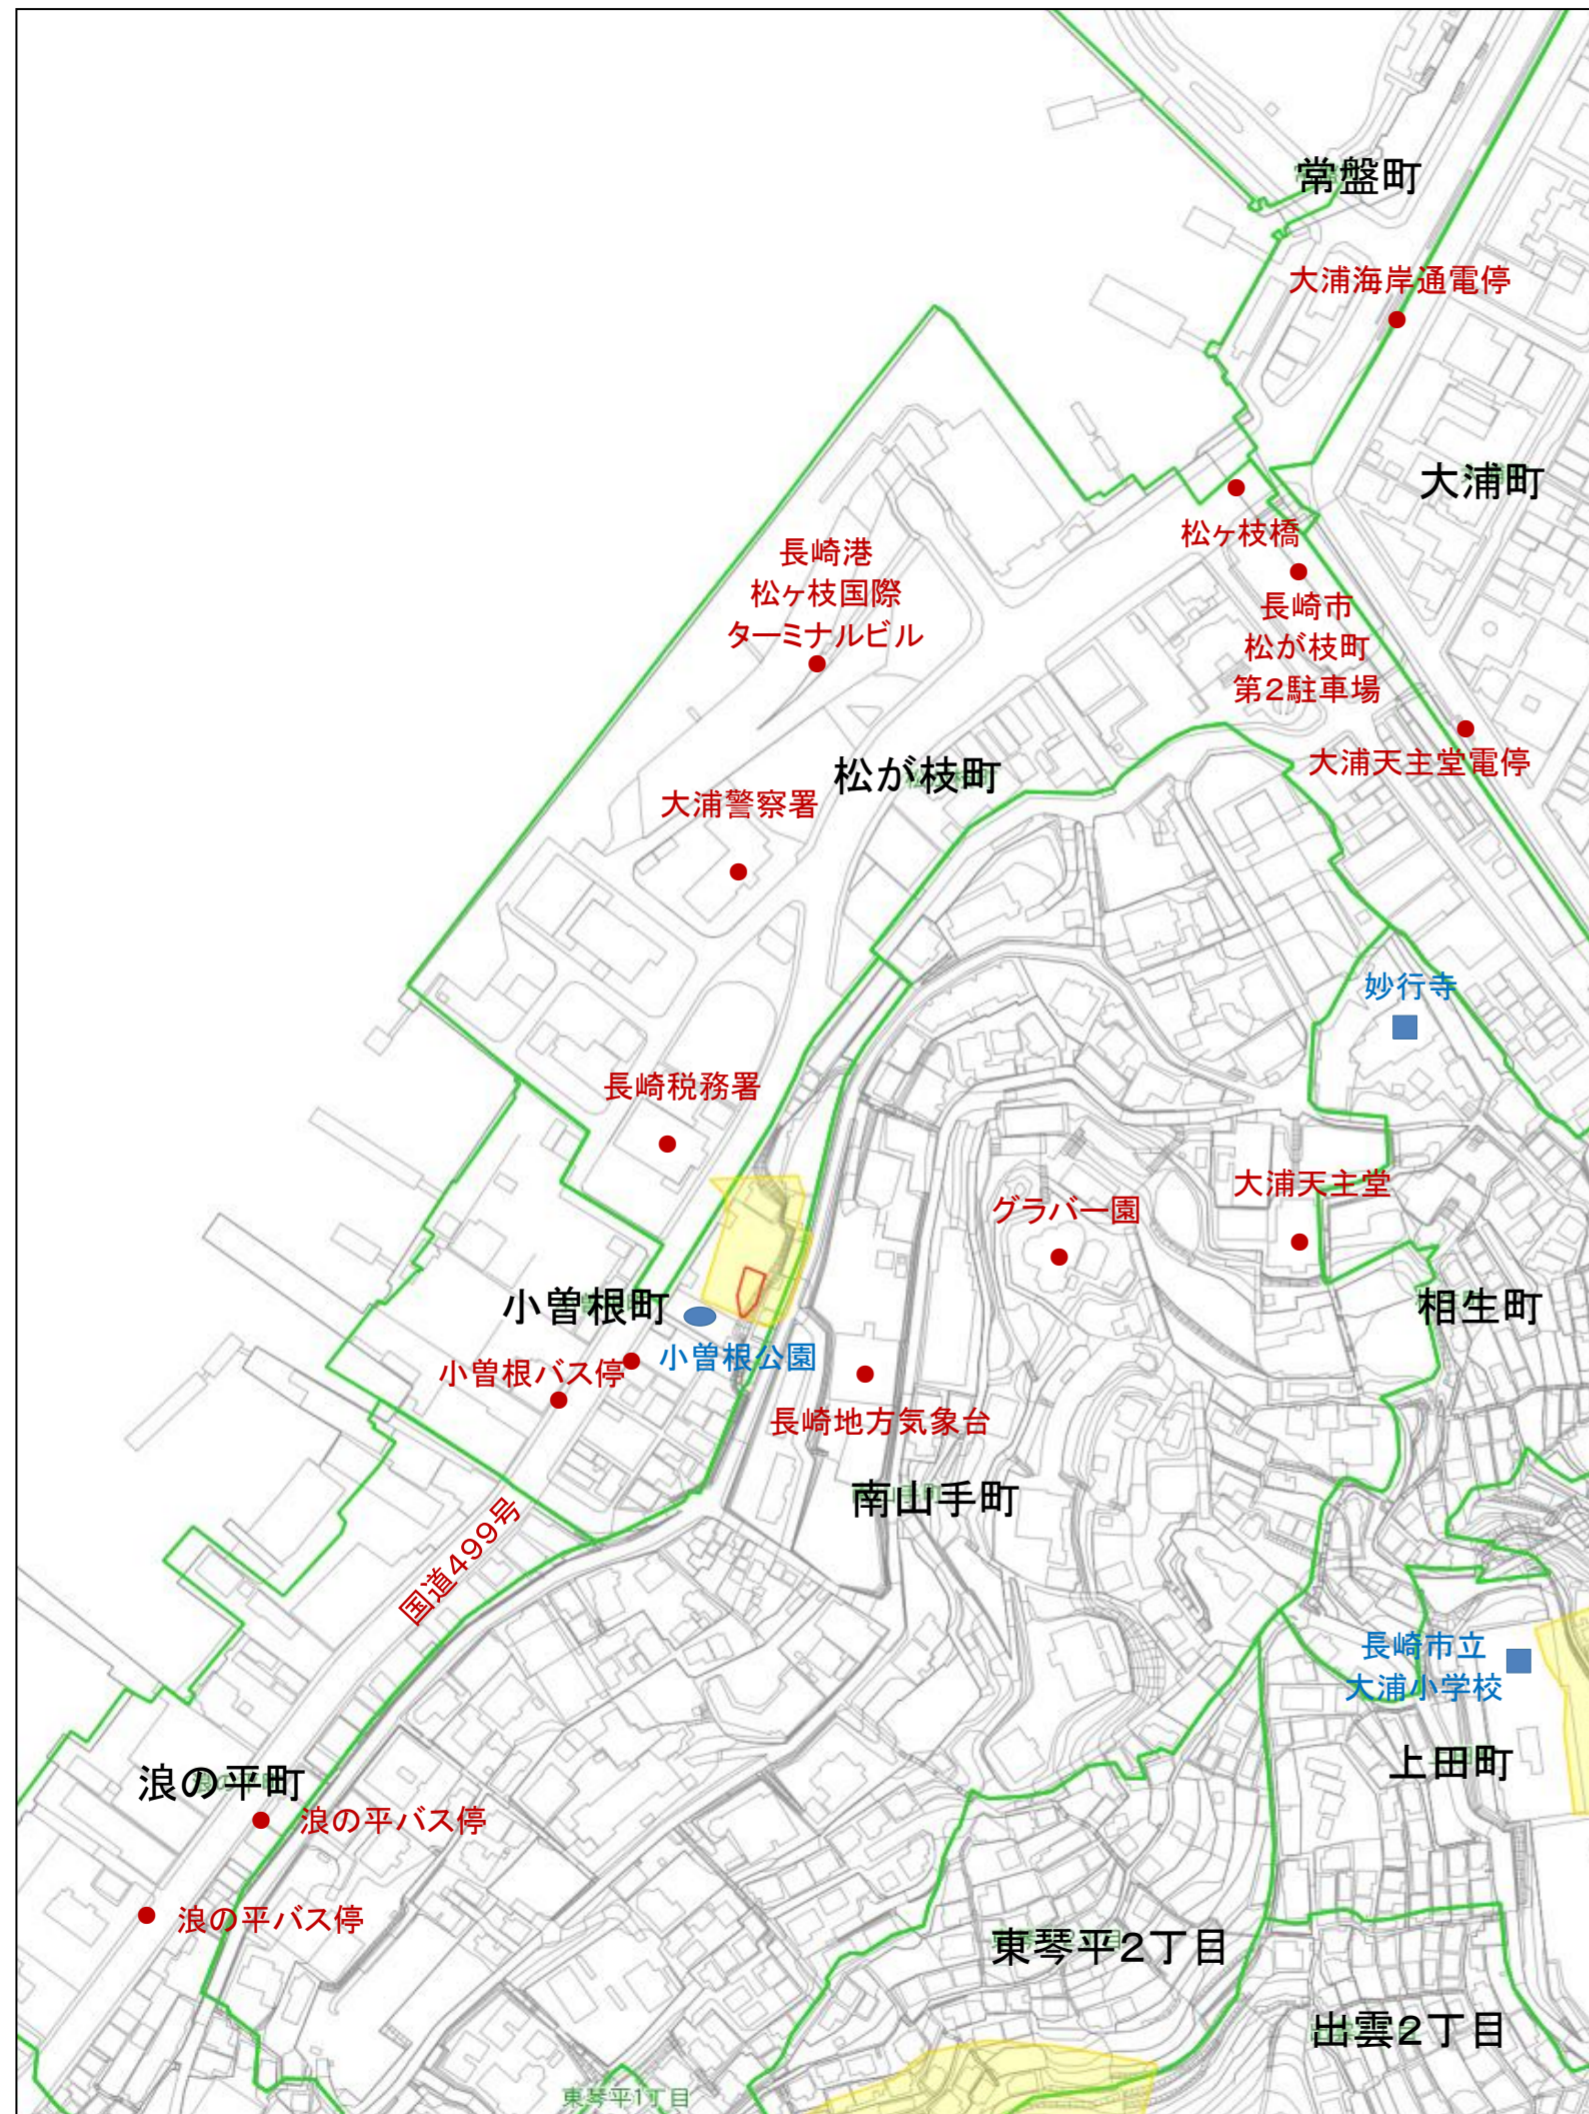 常盤町
大浦海岸通電停
大浦町
松ヶ枝橋
長崎港
松ヶ枝国際
ターミナルビル
長崎市
松が枝町
第2駐車場
大浦天主堂電停
松が枝町
大浦警察署
妙行寺
長崎税務署
大浦天主堂
グラバー園
小曽根町
相生町
小曽根公園
小曽根バス停
長崎地方気象台
南山手町
国道499号
長崎市立
大浦小学校
上田町
浪の平町
浪の平バス停
浪の平バス停
東琴平2丁目
出雲2丁目
東琴平1丁目